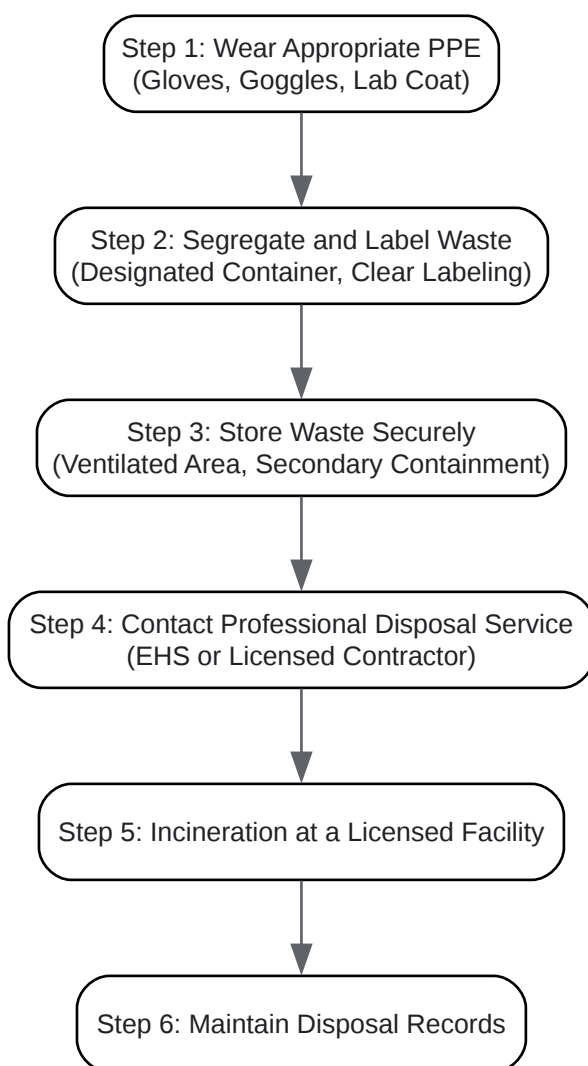 Step 1: Wear Appropriate PPE
(Gloves, Goggles, Lab Coat)
Step 2: Segregate and Label Waste
(Designated Container, Clear Labeling)
Step 3: Store Waste Securely
(Ventilated Area, Secondary Containment)
Step 4: Contact Professional Disposal Service
(EHS or Licensed Contractor)
Step 5: Incineration at a Licensed Facility
Step 6: Maintain Disposal Records